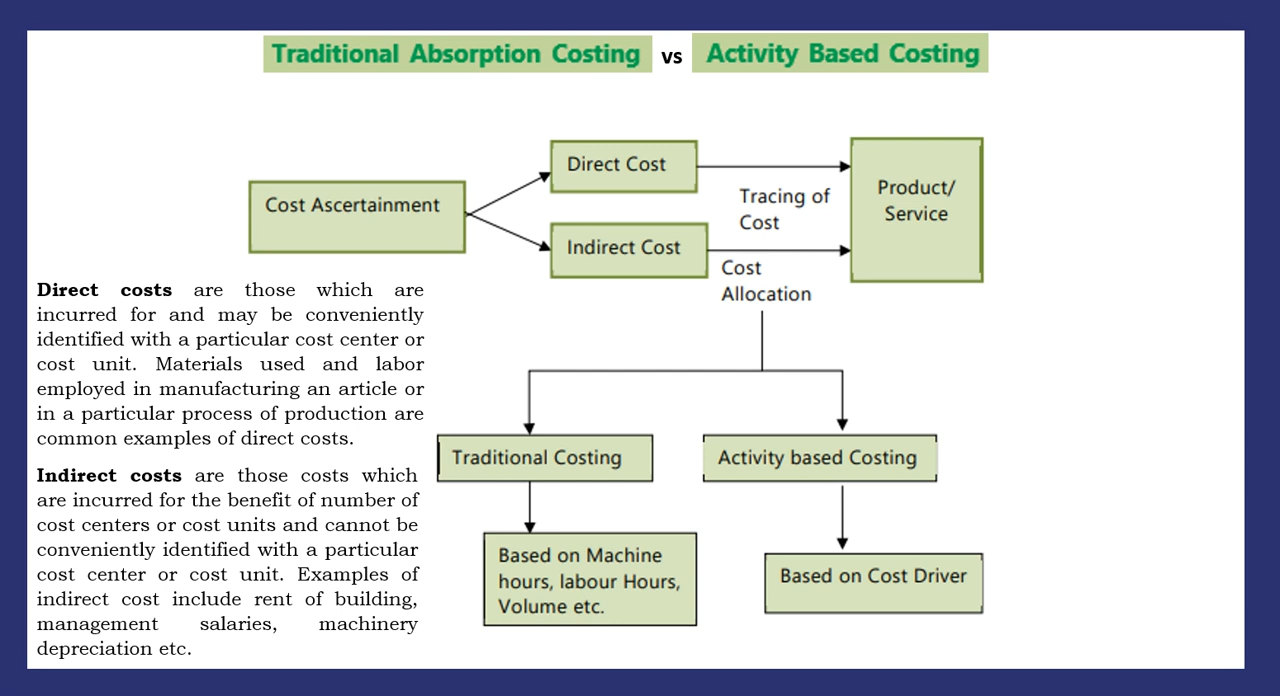 Traditional Absorption Costing vs Activity Based Costing
Cost Ascertainment
Direct Cost
Indirect Cost
Tracing of
Cost
Cost
Allocation
Product/
Service
Direct costs are those which are
incurred for and may be conveniently
identified with a particular cost center or
cost unit. Materials used and labor
employed in manufacturing an article or
in a particular process of production are
common examples of direct costs.
Indirect costs are those costs which
are incurred for the benefit of number of
cost centers or cost units and cannot be
conveniently identified with a particular
cost center or cost unit. Examples of
indirect cost include rent of building,
management salaries, machinery
depreciation etc.
Traditional Costing
Activity based Costing
Based on Machine
hours, labour Hours,
Volume etc.
Based on Cost Driver